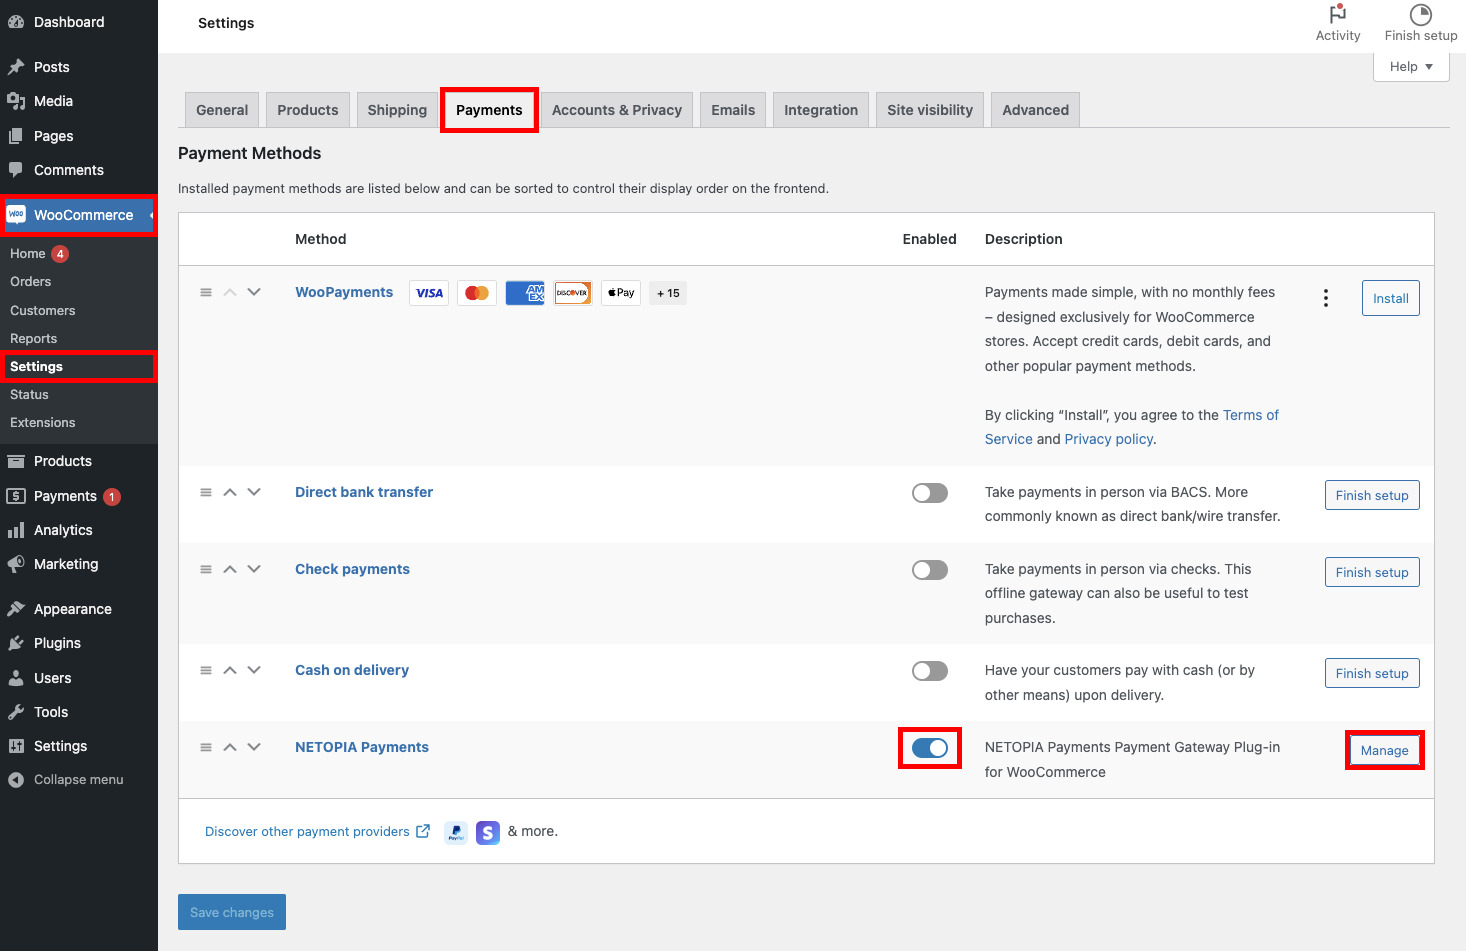 Dashboard
Posts
Media
Pages
Comments
WooCommerce
Home 4
Orders
Customers
Reports
Settings
Status
Extensions
Products
Payments 1
Analytics
Marketing
Appearance
Plugins
Users
Tools
Settings
Collapse menu
Settings
Activity
Finish setup
Help
General
Products
Shipping
Payments
Accounts & Privacy
Emails
Integration
Site visibility
Advanced
Payment Methods
Installed payment methods are listed below and can be sorted to control their display order on the frontend.
Method
Enabled
Description
WooPayments
VISA
AM
EX
DISCOVER
Pay
+ 15
Payments made simple, with no monthly fees
– designed exclusively for WooCommerce
stores. Accept credit cards, debit cards, and
other popular payment methods.
By clicking “Install”, you agree to the Terms of
Service and Privacy policy.
Install
Direct bank transfer
Take payments in person via BACS. More
commonly known as direct bank/wire transfer.
Finish setup
Check payments
Take payments in person via checks. This
offline gateway can also be useful to test
purchases.
Finish setup
Cash on delivery
Have your customers pay with cash (or by
other means) upon delivery.
Finish setup
NETOPIA Payments
NETOPIA Payments Payment Gateway Plug-in
for WooCommerce
Manage
Discover other payment providers
PayPal
S
& more.
Save changes